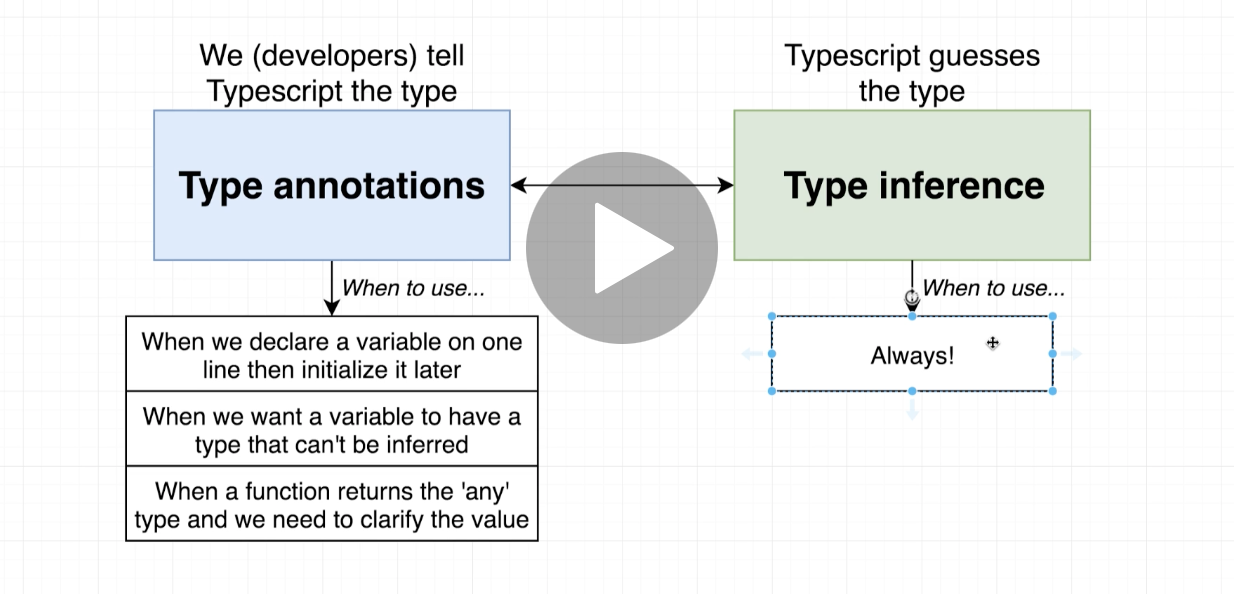 We (developers) tell
Typescript the type
Type annotations
When to use...
When we declare a variable on one
line then initialize it later
When we want a variable to have a
type that can't be inferred
When a function returns the 'any'
type and we need to clarify the value
Typescript guesses
the type
Type inference
When to use...
Always!